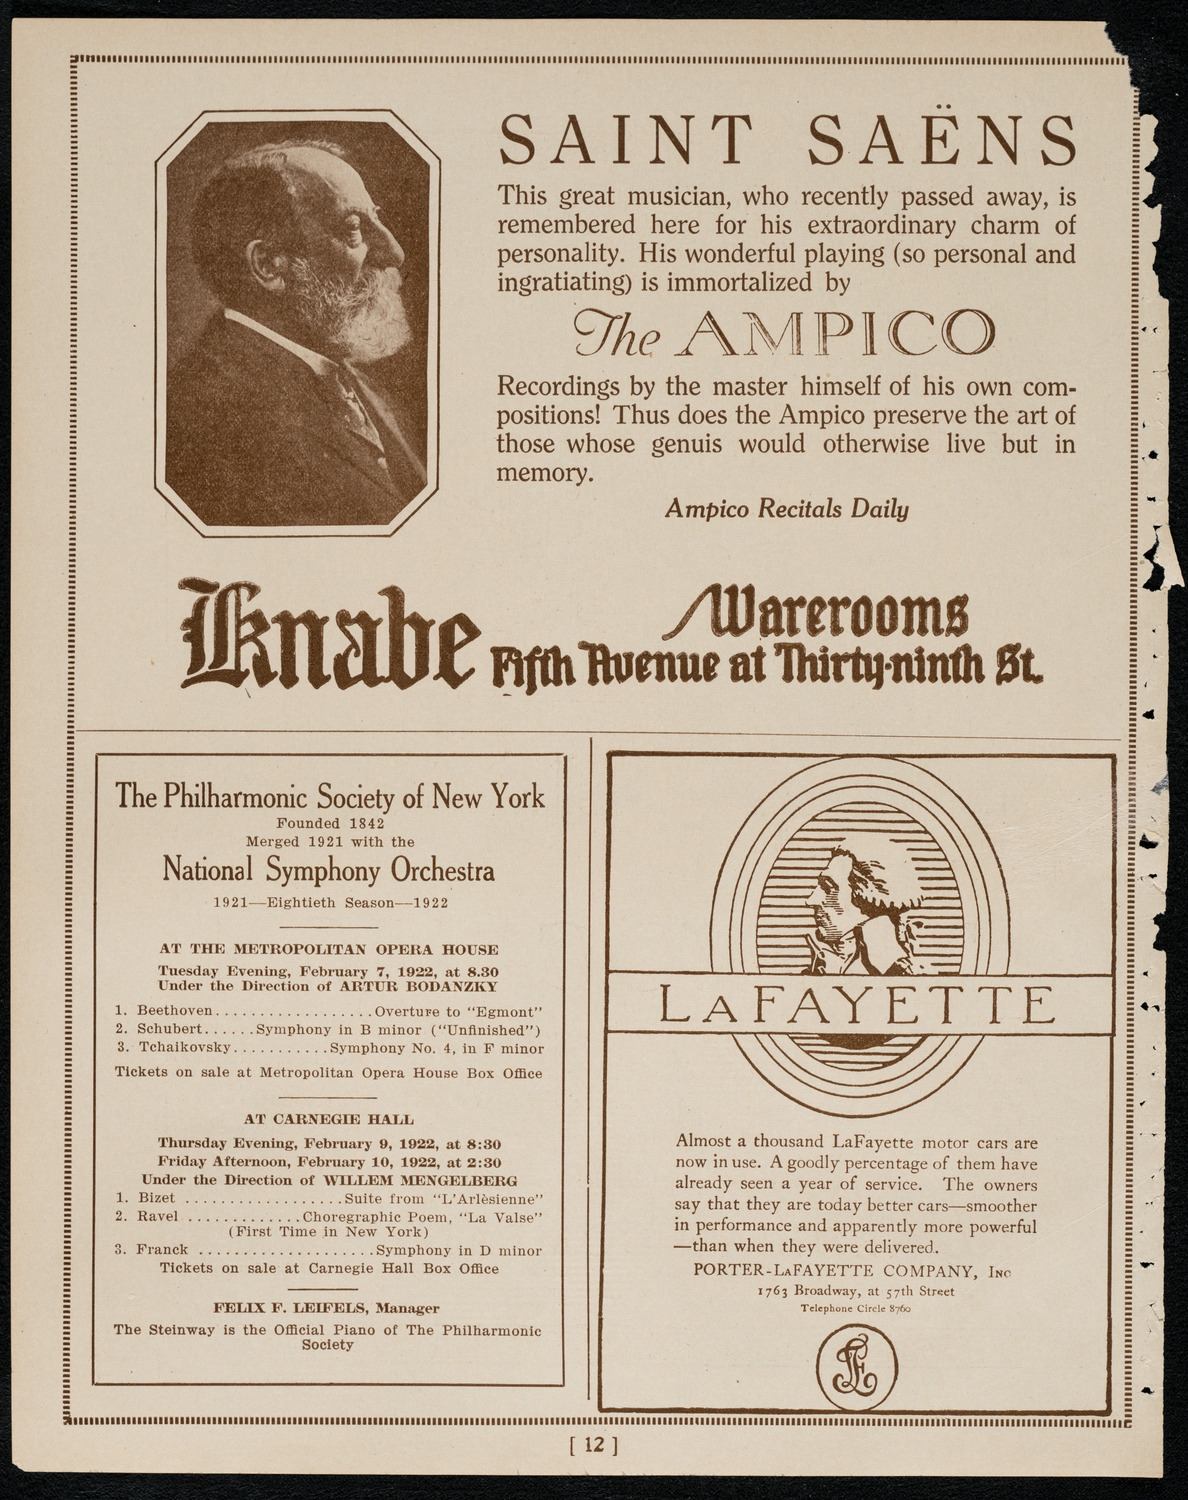 SAINT SAËNS
This great musician, who recently passed away, is
remembered here for his extraordinary charm of
personality. His wonderful playing (so personal and
ingratiating) is immortalized by
The AMPICO
Recordings by the master himself of his own com-
positions! Thus does the Ampico preserve the art of
those whose genuis would otherwise live but in
memory.
Ampico Recitals Daily
Knabe Warerooms
Fifth Avenue at Thirty-ninth St.
The Philharmonic Society of New York
Founded 1842
Merged 1921 with the
National Symphony Orchestra
1921—Eightieth Season—1922
AT THE METROPOLITAN OPERA HOUSE
Tuesday Evening, February 7, 1922, at 8.30
Under the Direction of ARTUR BODANZKY
1. Beethoven.................Overture to "Egmont"
2. Schubert......Symphony in B minor ("Unfinished")
3. Tchaikovsky...........Symphony No. 4, in F minor
Tickets on sale at Metropolitan Opera House Box Office
AT CARNEGIE HALL
Thursday Evening, February 9, 1922, at 8:30
Friday Afternoon, February 10, 1922, at 2:30
Under the Direction of WILLEM MENGELBERG
1. Bizet .................Suite from "L'Arlèsienne"
2. Ravel ............Choregraphic Poem, "La Valse"
(First Time in New York)
3. Franck ...................Symphony in D minor
Tickets on sale at Carnegie Hall Box Office
FELIX F. LEIFELS, Manager
The Steinway is the Official Piano of The Philharmonic
Society
LAFAYETTE
Almost a thousand LaFayette motor cars are
now in use. A goodly percentage of them have
already seen a year of service. The owners
say that they are today better cars—smoother
in performance and apparently more powerful
—than when they were delivered.
PORTER-LAFAYETTE COMPANY, INC
1763 Broadway, at 57th Street
Telephone Circle 8760
[ 12 ]